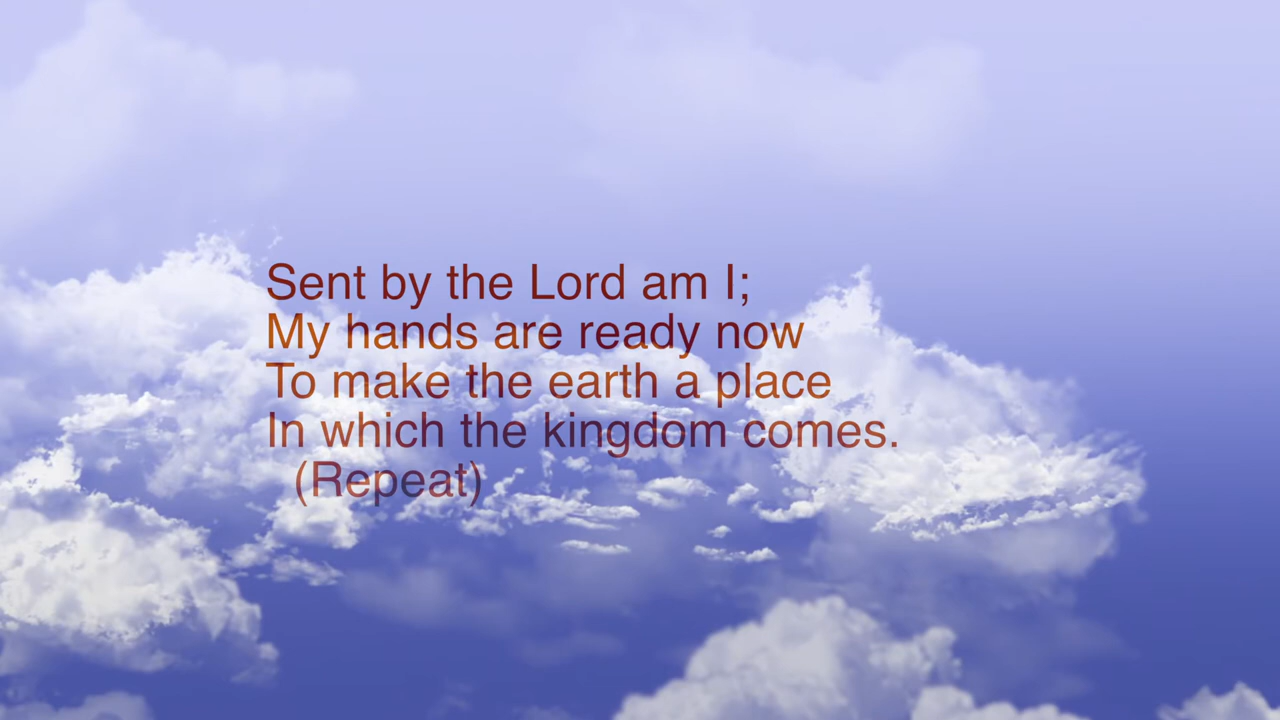 Sent by the Lord am I;
My hands are ready now
To make the earth a place
In which the kingdom comes.
(Repeat)